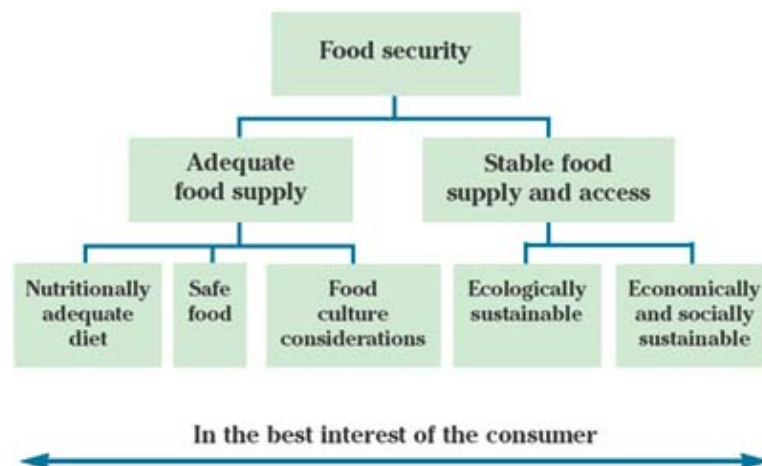 Food security
Adequate
food supply
Stable food
supply and access
Nutritionally
adequate
diet
Safe
food
Food
culture
considerations
Ecologically
sustainable
Economically
and socially
sustainable
In the best interest of the consumer